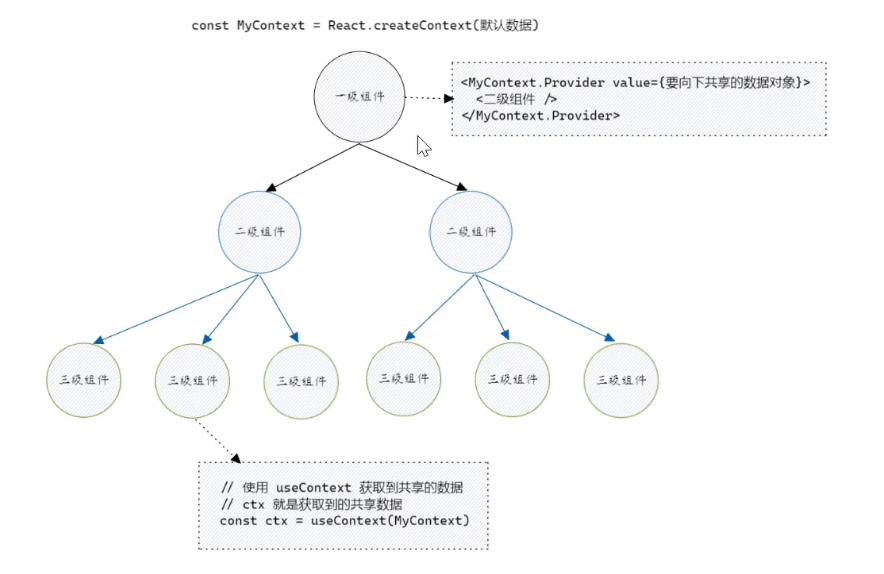 const MyContext = React.createContext(默认数据)
一级组件
<MyContext.Provider value={要向下共享的数据对象}>
<二级组件 />
</MyContext.Provider>
二级组件
二级组件
三级组件
三级组件
三级组件
三级组件
三级组件
三级组件
// 使用 useContext 获取到共享的数据
// ctx 就是获取到的共享数据
const ctx = useContext(MyContext)